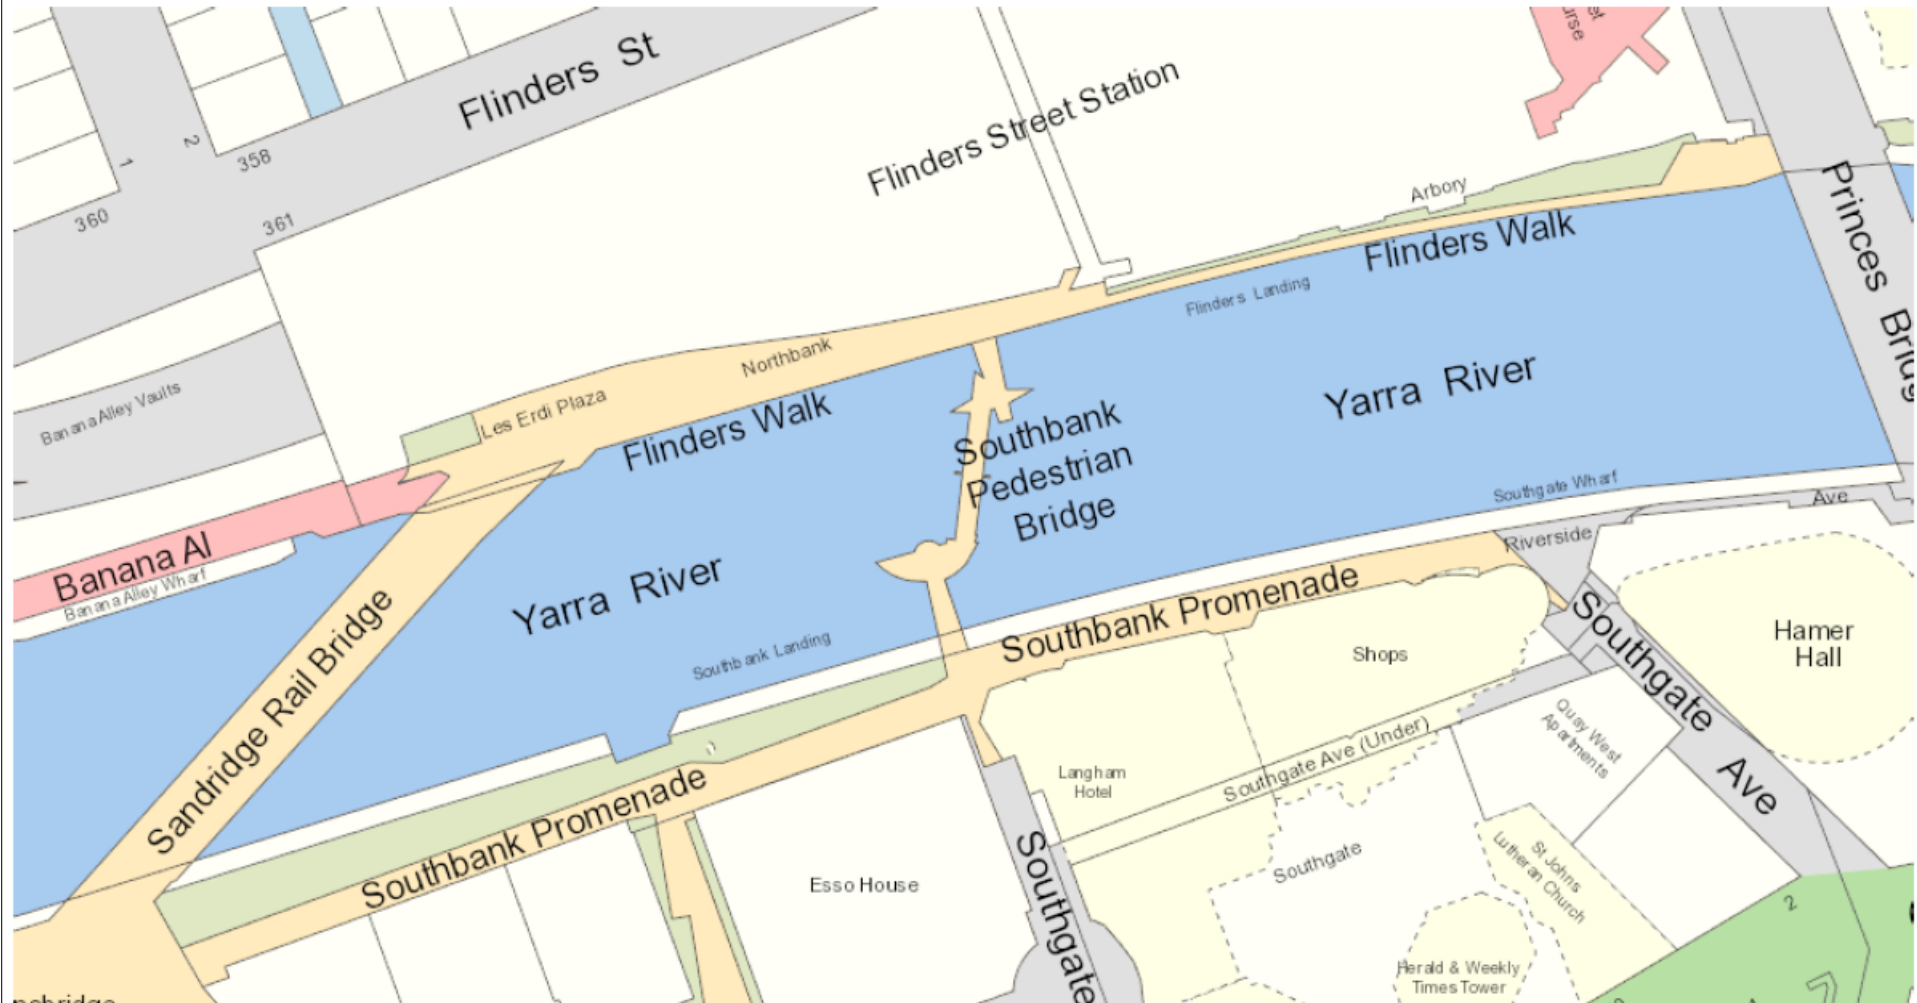 Flinders St
1
2
358
360
361
Flinders Street Station
Arbory
Flinders Walk
Flinders Landing
Princes
Northbank
Les Erdi Plaza
Flinders Walk
Banana Alley Vaults
Southbank
Pedestrian
Bridge
Yarra River
Southgate Wharf
Ave
Riverside
Banana Al
Banana Alley Wharf
Yarra River
Southbank Landing
Southbank Promenade
Sandridge Rail Bridge
Shops
Southgate Ave
Hamer
Hall
Quay West
Apartments
Southgate Ave (Under)
Langham
Hotel
Southbank Promenade
Esso House
Southgate
Southgate
St Johns
Lutheran Church
2
Herald & Weekly
Times Tower
7